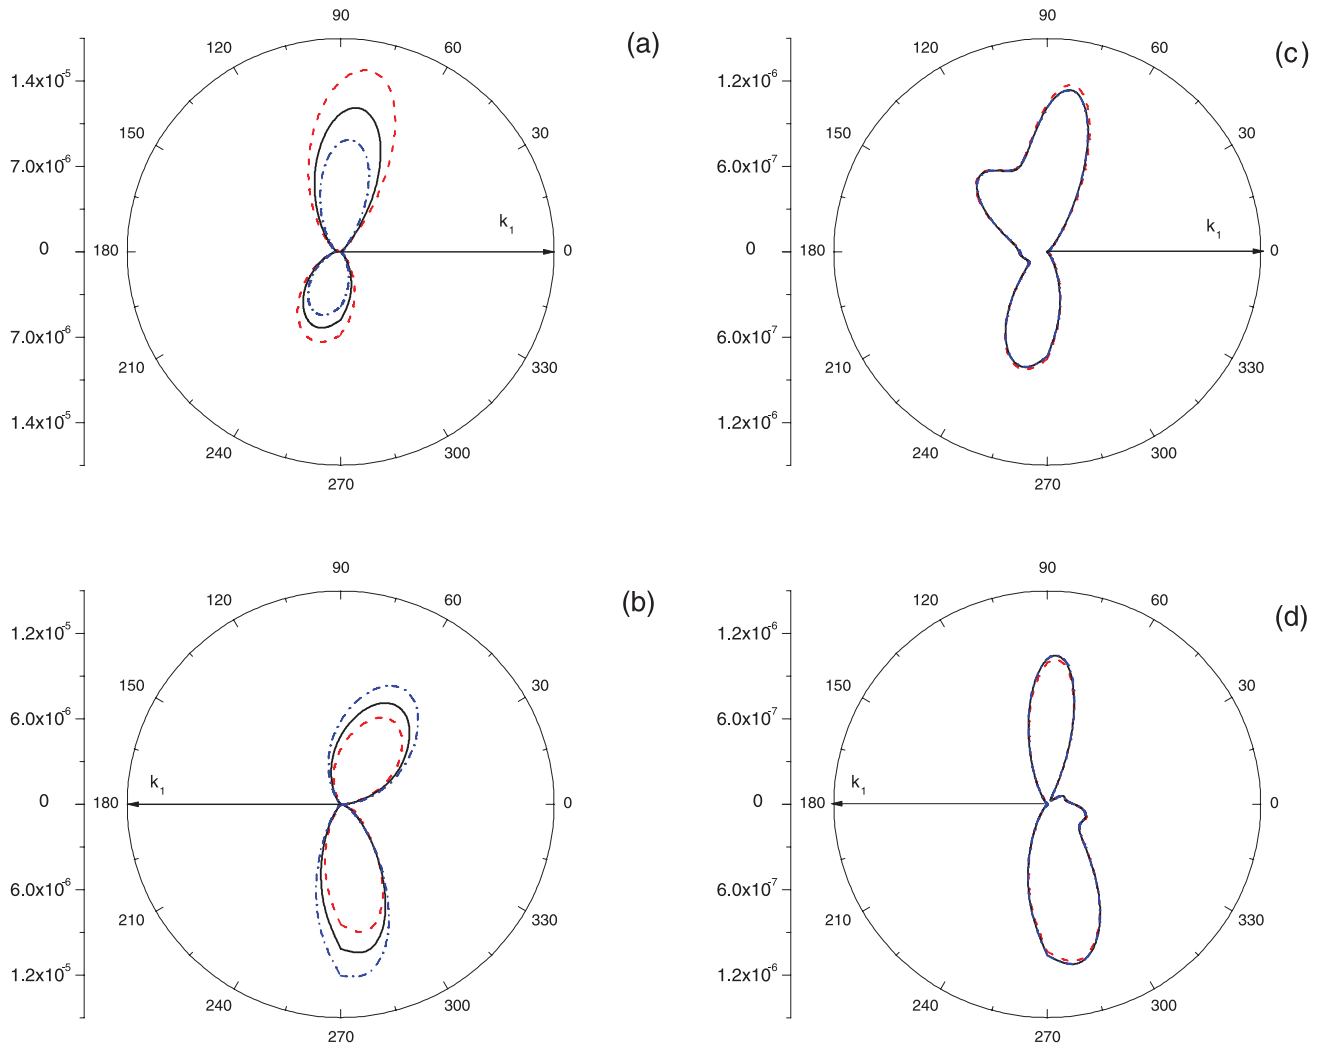 (a)
90
120
60
150
30
180
0
210
330
240
300
270
1.4x10⁻⁵
7.0x10⁻⁶
0
7.0x10⁻⁶
1.4x10⁻⁵
k₁
(c)
90
120
60
150
30
180
0
210
330
240
300
270
1.2x10⁻⁶
6.0x10⁻⁷
0
6.0x10⁻⁷
1.2x10⁻⁶
k₁
(b)
90
120
60
150
30
180
0
210
330
240
300
270
1.2x10⁻⁵
6.0x10⁻⁶
0
6.0x10⁻⁶
1.2x10⁻⁵
k₁
(d)
90
120
60
150
30
180
0
210
330
240
300
270
1.2x10⁻⁶
6.0x10⁻⁷
0
6.0x10⁻⁷
1.2x10⁻⁶
k₁